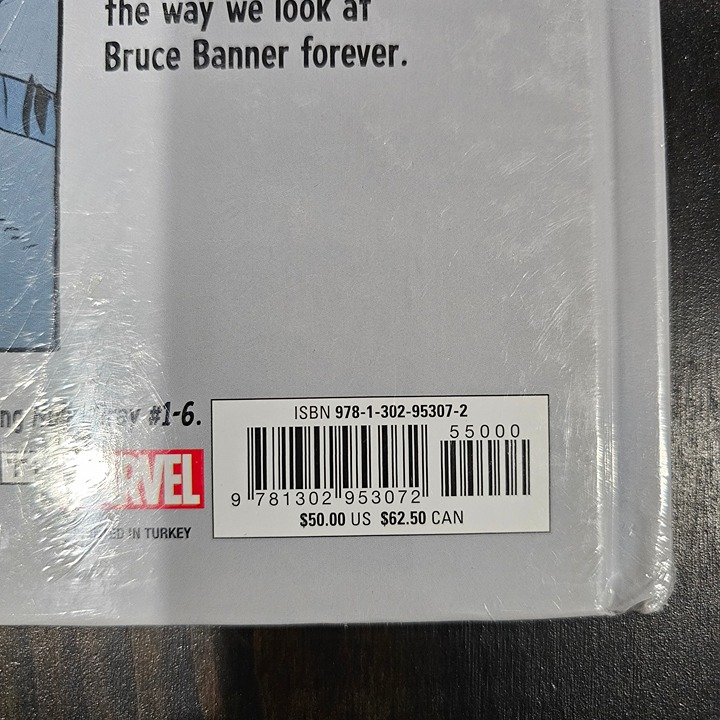 the way we look at
Bruce Banner forever.
#1-6.
ISBN 978-1-302-95307-2
55000
9 781302 953072
$50.00 US $62.50 CAN
MARVEL
IN TURKEY